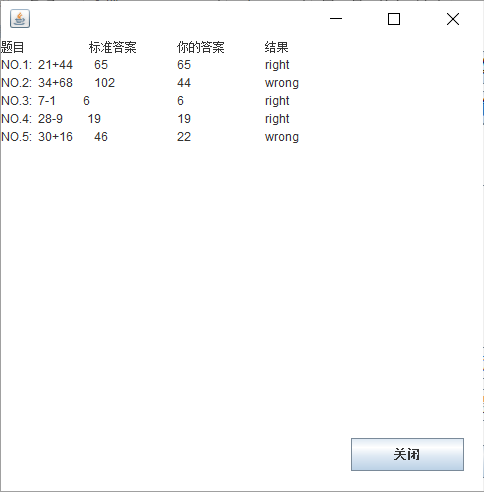 题目 标准答案 你的答案 结果
NO.1: 21+44 65 65 right
NO.2: 34+68 102 44 wrong
NO.3: 7-1 6 6 right
NO.4: 28-9 19 19 right
NO.5: 30+16 46 22 wrong
关闭